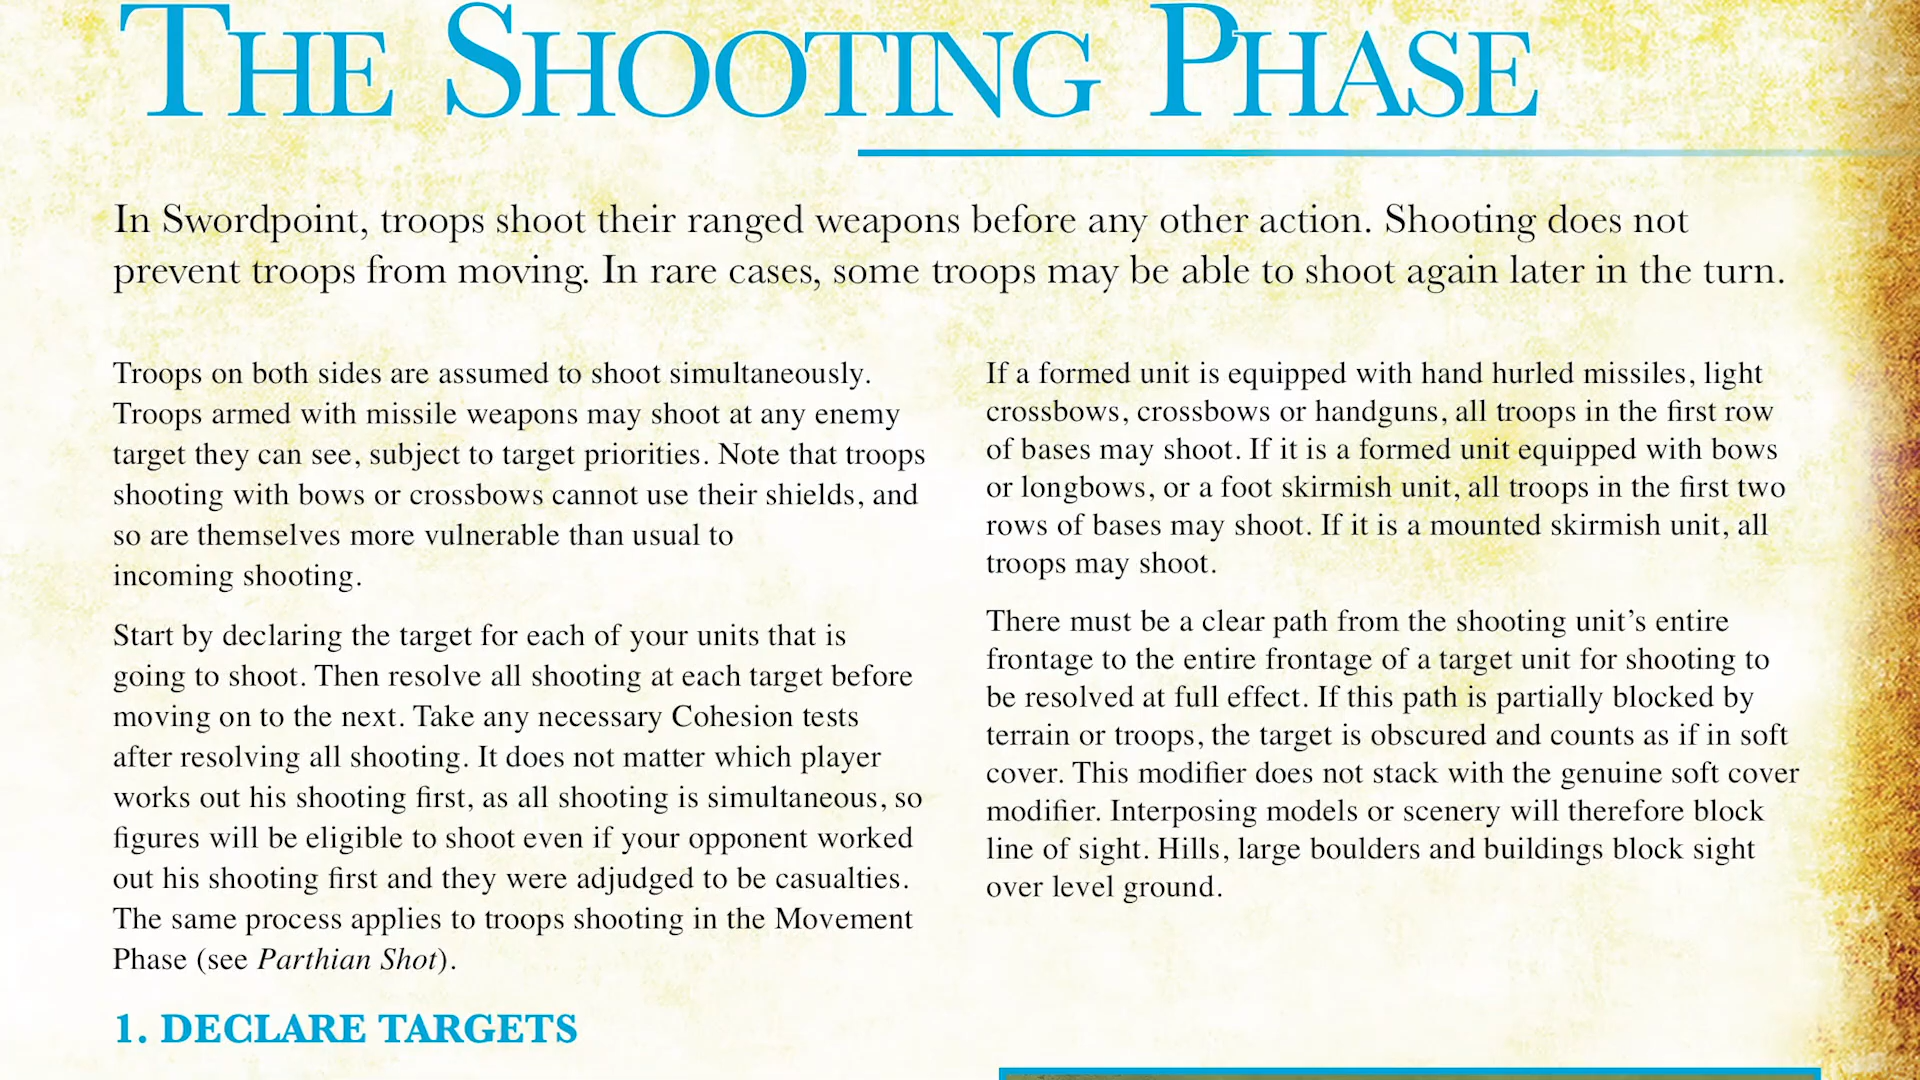 THE SHOOTING PHASE
In Swordpoint, troops shoot their ranged weapons before any other action. Shooting does not
prevent troops from moving. In rare cases, some troops may be able to shoot again later in the turn.
Troops on both sides are assumed to shoot simultaneously.
Troops armed with missile weapons may shoot at any enemy
target they can see, subject to target priorities. Note that troops
shooting with bows or crossbows cannot use their shields, and
so are themselves more vulnerable than usual to
incoming shooting.
Start by declaring the target for each of your units that is
going to shoot. Then resolve all shooting at each target before
moving on to the next. Take any necessary Cohesion tests
after resolving all shooting. It does not matter which player
works out his shooting first, as all shooting is simultaneous, so
figures will be eligible to shoot even if your opponent worked
out his shooting first and they were adjudged to be casualties.
The same process applies to troops shooting in the Movement
Phase (see Parthian Shot).
1. DECLARE TARGETS
If a formed unit is equipped with hand hurled missiles, light
crossbows, crossbows or handguns, all troops in the first row
of bases may shoot. If it is a formed unit equipped with bows
or longbows, or a foot skirmish unit, all troops in the first two
rows of bases may shoot. If it is a mounted skirmish unit, all
troops may shoot.
There must be a clear path from the shooting unit's entire
frontage to the entire frontage of a target unit for shooting to
be resolved at full effect. If this path is partially blocked by
terrain or troops, the target is obscured and counts as if in soft
cover. This modifier does not stack with the genuine soft cover
modifier. Interposing models or scenery will therefore block
line of sight. Hills, large boulders and buildings block sight
over level ground.